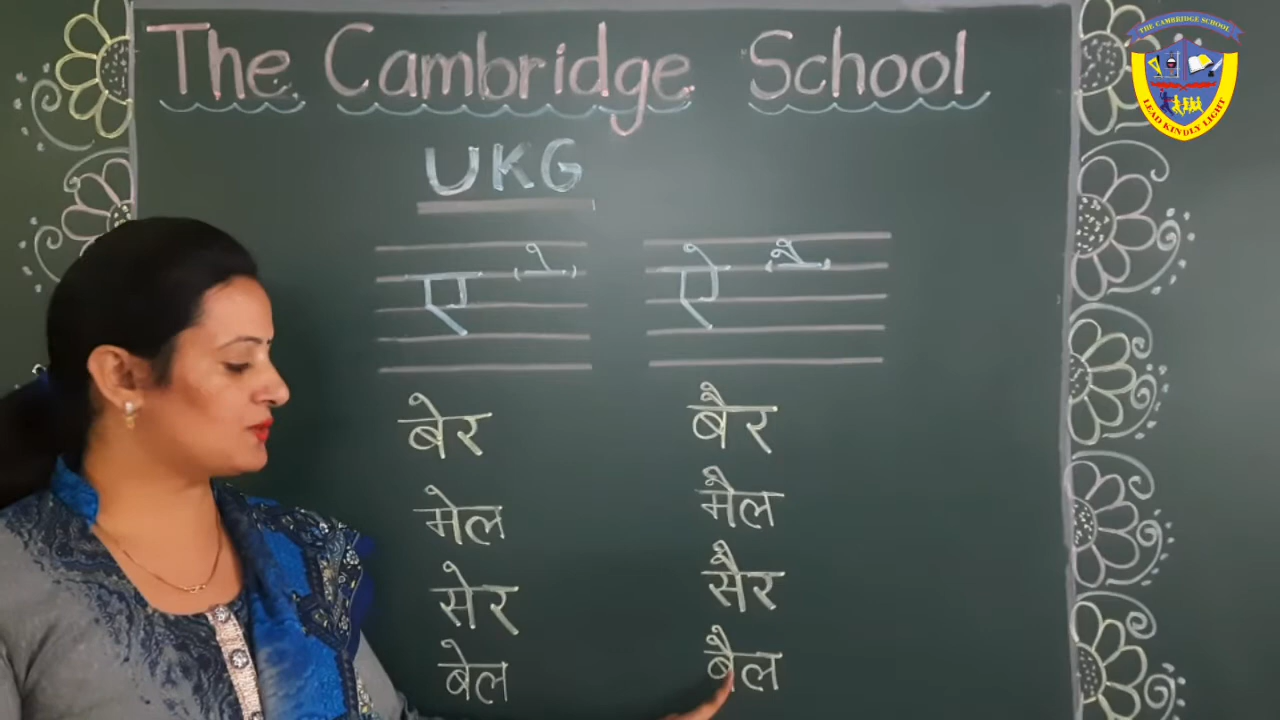 The Cambridge School
THE CAMBRIDGE SCHOOL
LEAD KINDLY LIGHT
UKG
ए े ऐ ै
बेर बैर
मेल मैल
सेर सैर
बेल बैल